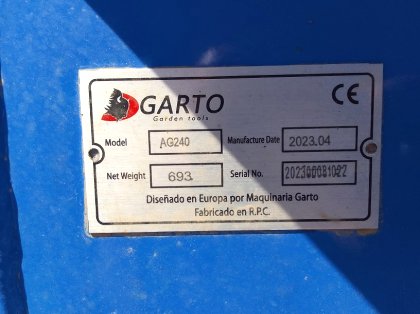 GARTO
Garden tools
CE
Model AG240 Manufacture Date 2023.04
Net Weight 693 Serial No.
Diseñado en Europa por Maquinaria Garto
Fabricado en R.P.C.